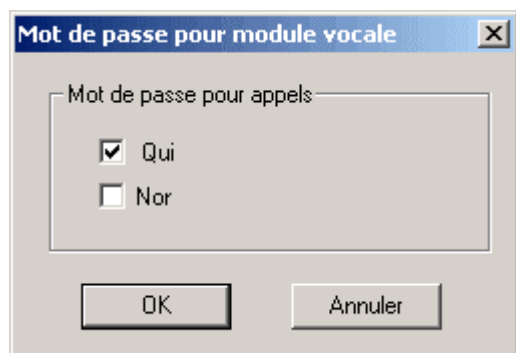 Mot de passe pour module vocale
Mot de passe pour appels
Qui
Nor
OK
Annuler